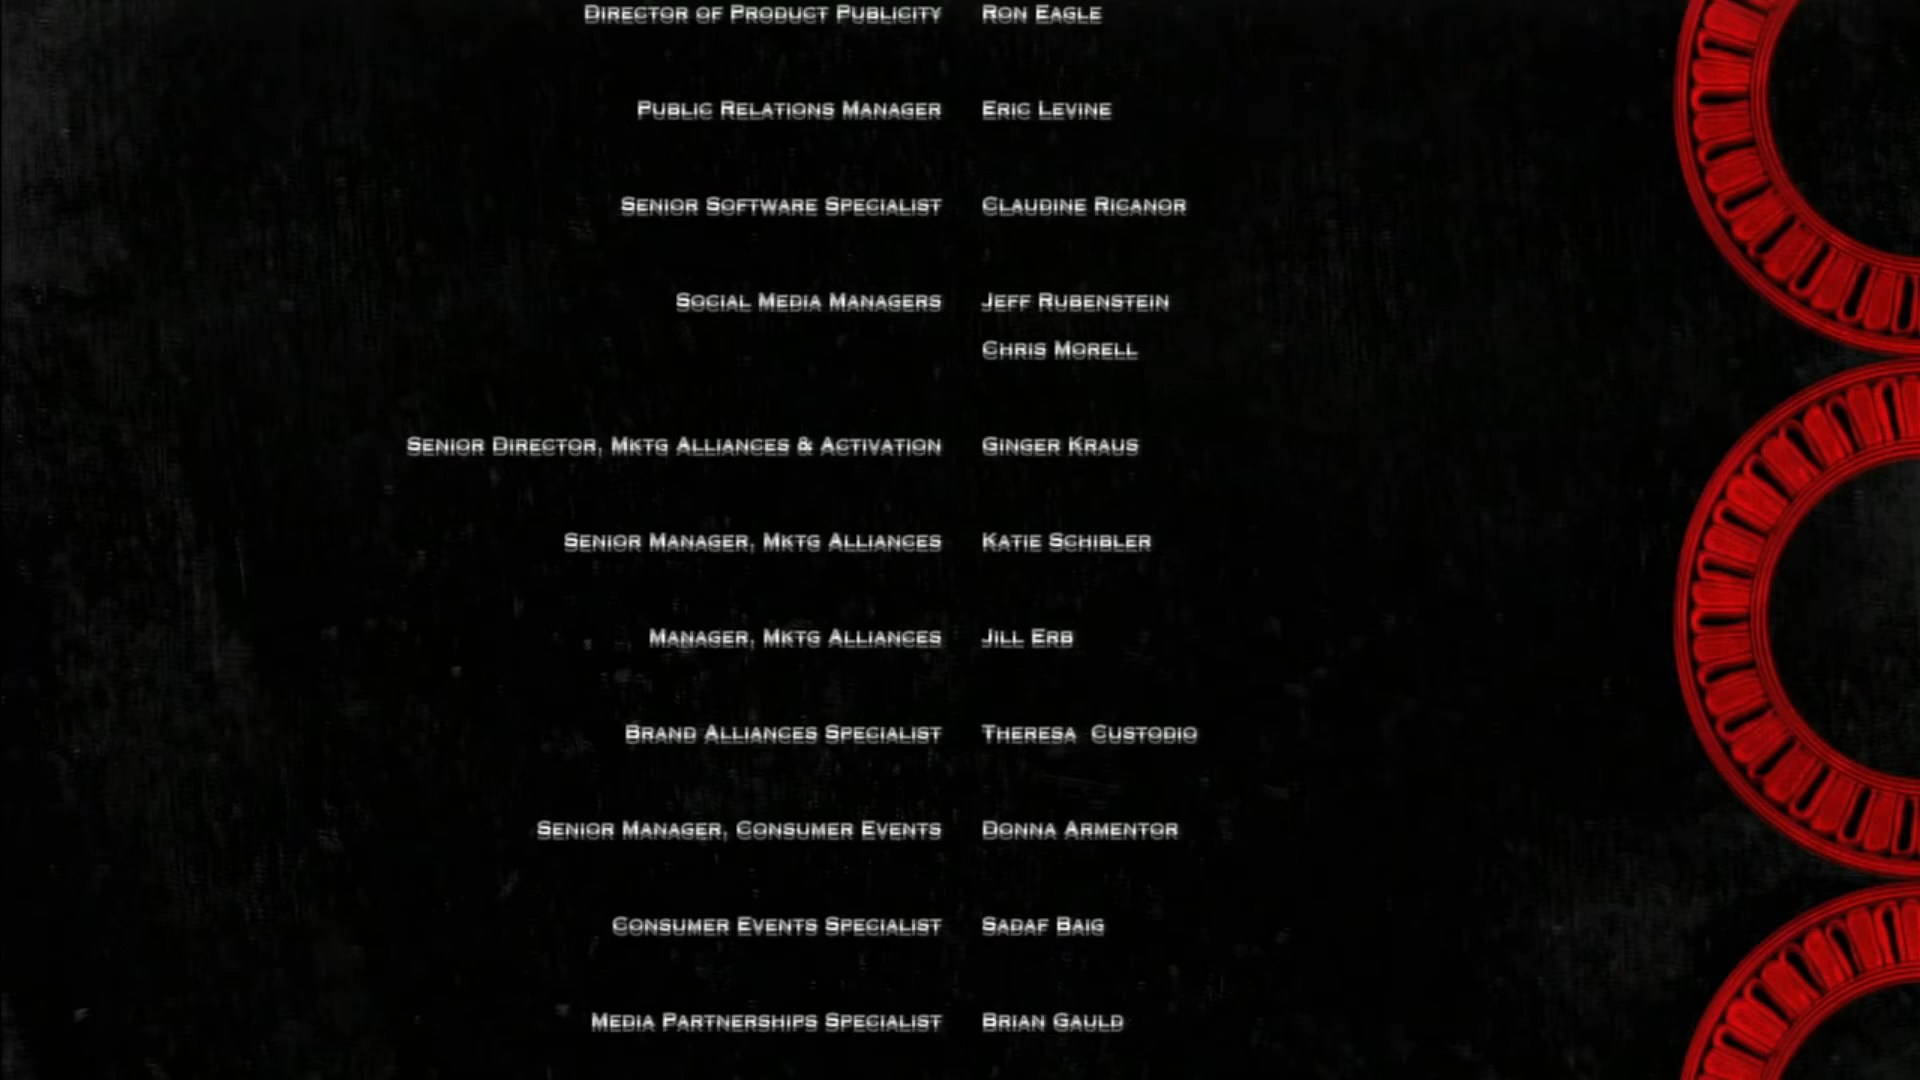 Director of Product Publicity Ron Eagle
Public Relations Manager Eric Levine
Senior Software Specialist Claudine Ricanor
Social Media Managers Jeff Rubenstein
Chris Morell
Senior Director, Mktg Alliances & Activation Ginger Kraus
Senior Manager, Mktg Alliances Katie Schibler
Manager, Mktg Alliances Jill Erb
Brand Alliances Specialist Theresa  Custodio
Senior Manager, Consumer Events Donna Armentor
Consumer Events Specialist Sadaf Baig
Media Partnerships Specialist Brian Gauld